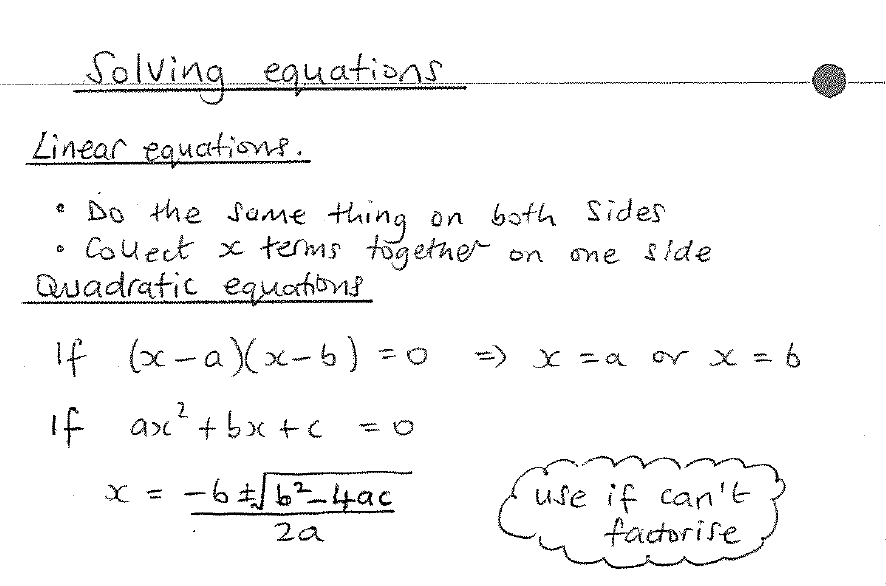 Solving equations
Linear equations.
• Do the same thing on both sides
• Collect x terms together on one side
Quadratic equations
If (x-a)(x-b) = 0 => x = a or x = b
If ax²+bx+c = 0
x = -b±√b²-4ac
2a
use if can't
factorise